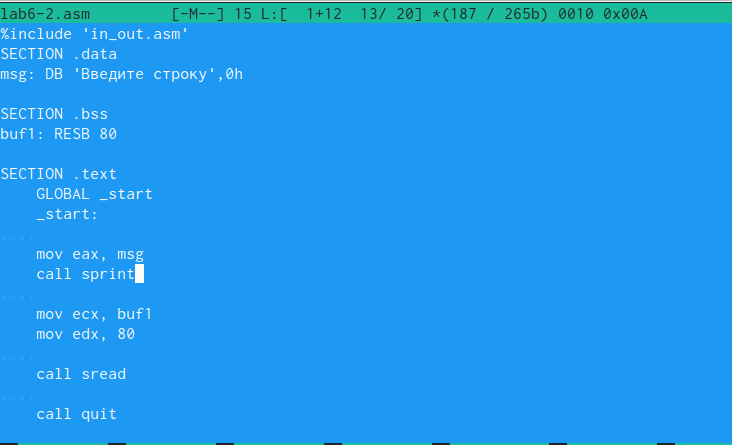 lab6-2.asm [-M--] 15 L:[ 1+12 13/ 20] *(187 / 265b) 0010 0x00A
%include 'in_out.asm'
SECTION .data
msg: DB 'Введите строку',0h
SECTION .bss
buf1: RESB 80
SECTION .text
GLOBAL _start
_start:
....
mov eax, msg
call sprint
....
mov ecx, buf1
mov edx, 80
....
call sread
....
call quit